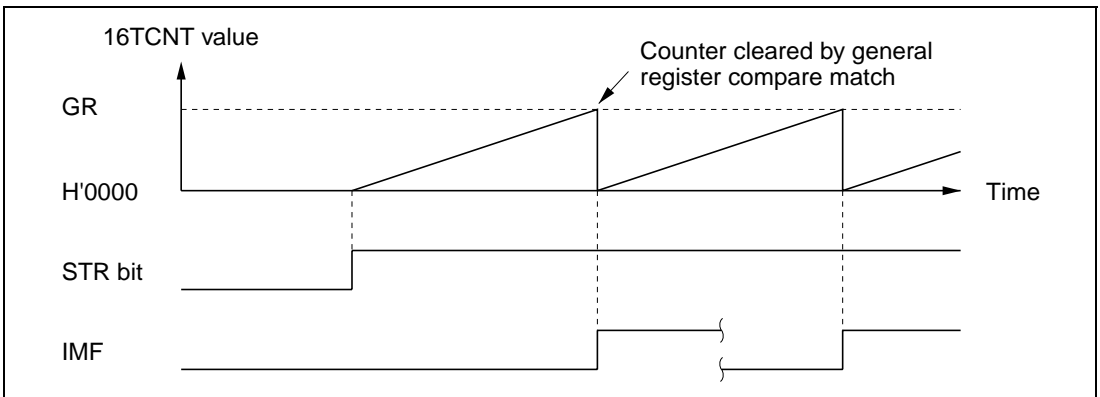 16TCNT value
Counter cleared by general
register compare match
GR
H'0000
Time
STR bit
IMF